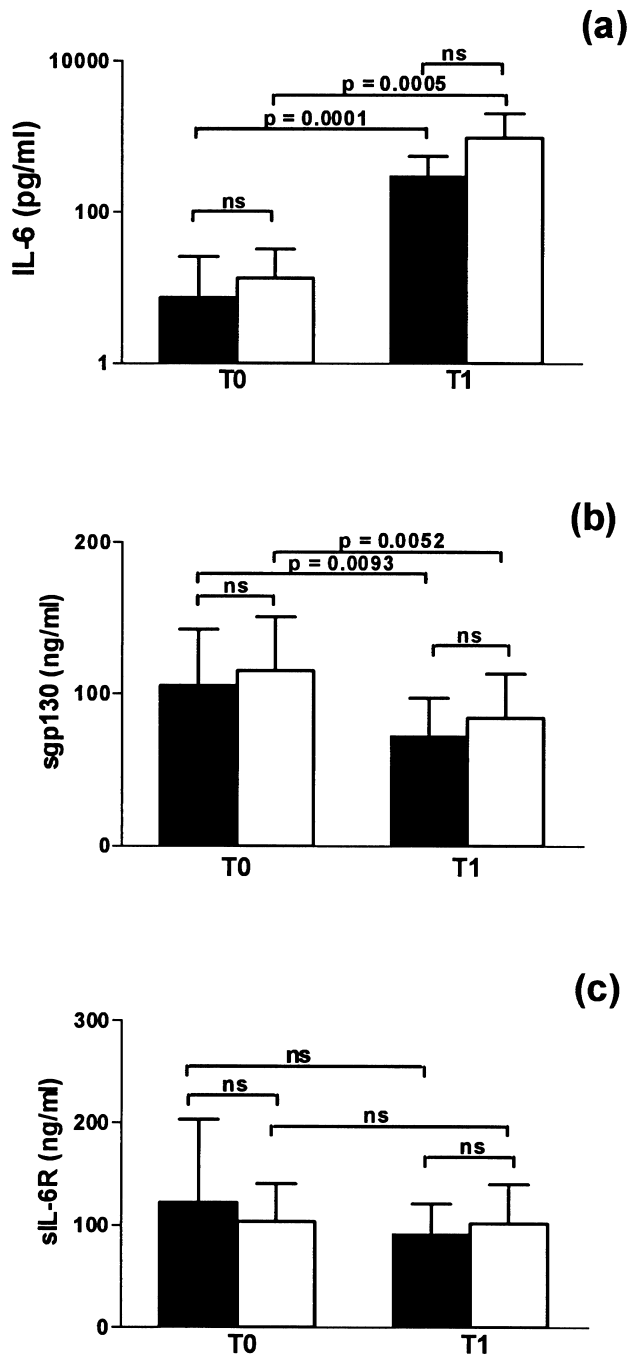 (a)
10000
ns
p = 0.0005
p = 0.0001
IL-6 (pg/ml)
100
ns
1
T0
T1
(b)
200
p = 0.0052
p = 0.0093
ns
ns
sgp130 (ng/ml)
100
0
T0
T1
(c)
300
ns
ns
sIL-6R (ng/ml)
200
ns
ns
100
0
T0
T1